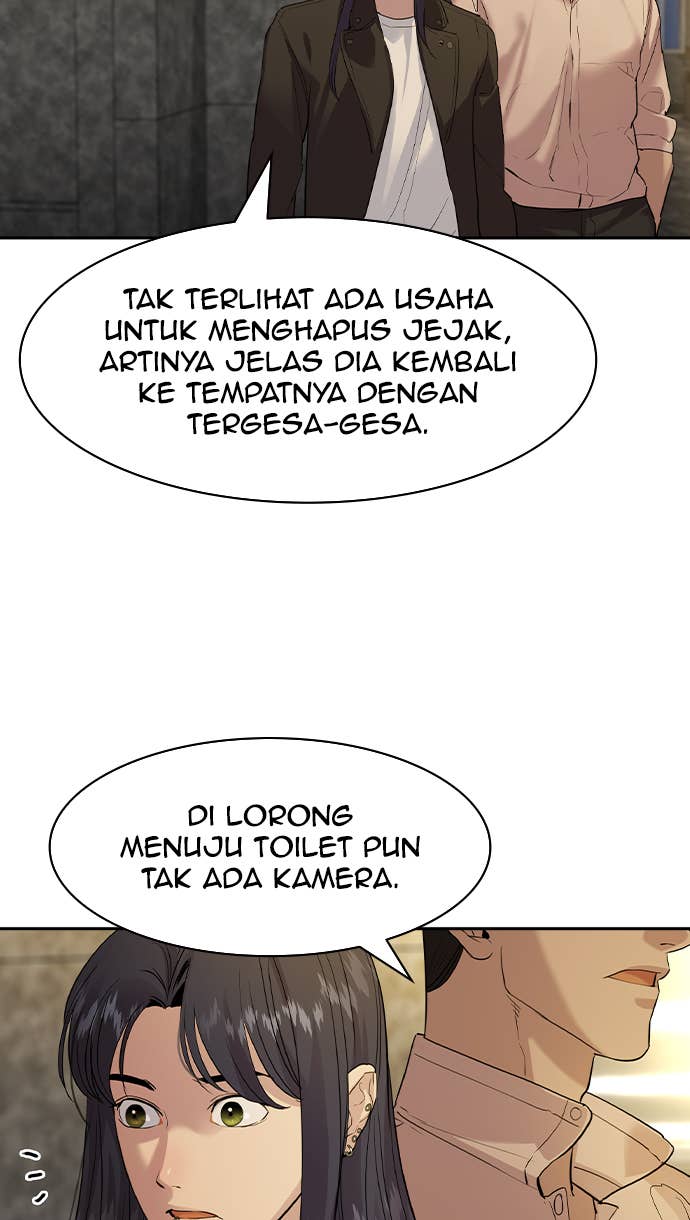 TAK TERLIHAT ADA USAHA
UNTUK MENGHAPUS JEJAK,
ARTINYA JELAS DIA KEMBALI
KE TEMPATNYA DENGAN
TERGESA-GESA.
DI LORONG
MENUJU TOILET PUN
TAK ADA KAMERA.